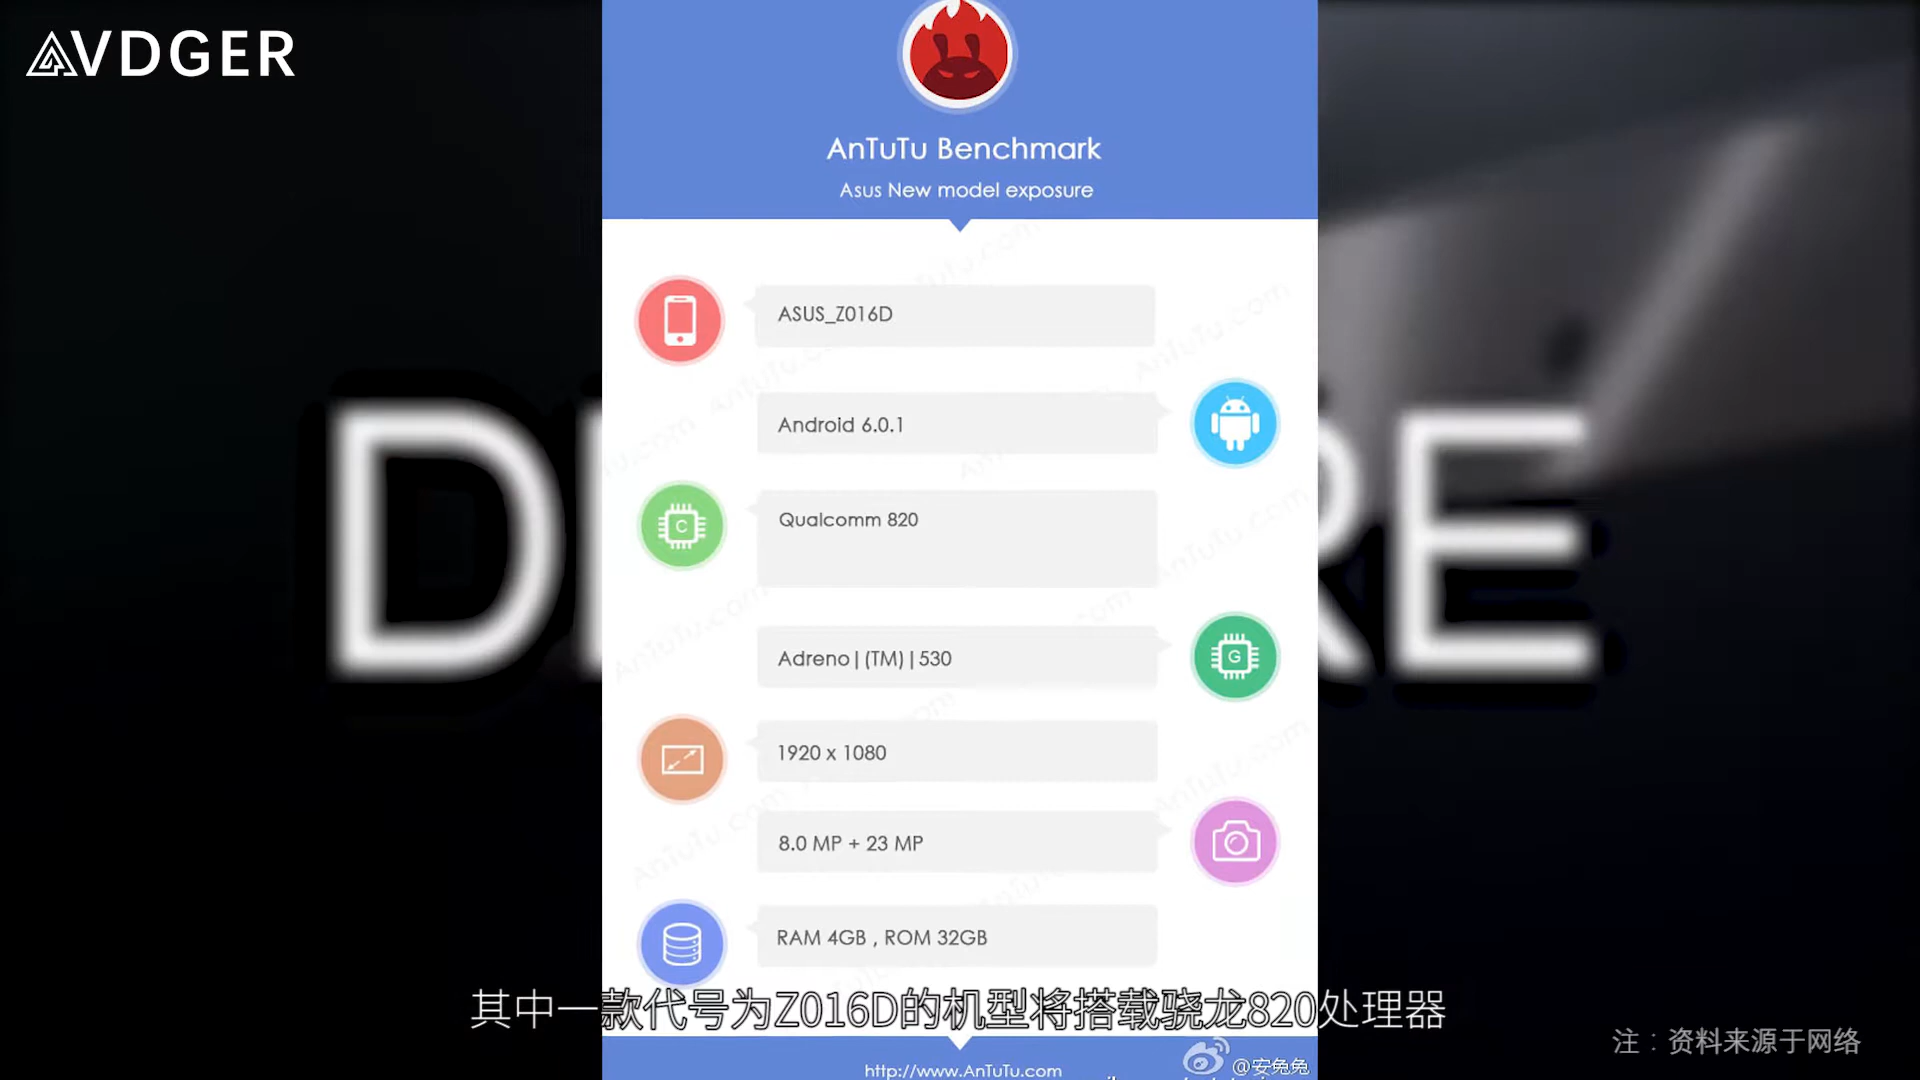 AVDGER
AnTuTu Benchmark
Asus New model exposure
ASUS_Z016D
Android 6.0.1
C
Qualcomm 820
Adreno | (TM) | 530
G
1920 x 1080
8.0 MP + 23 MP
RAM 4GB , ROM 32GB
其中一款代号为Z016D的机型将搭载骁龙820处理器
注：资料来源于网络
http://www.AnTuTu.com
@安兔兔